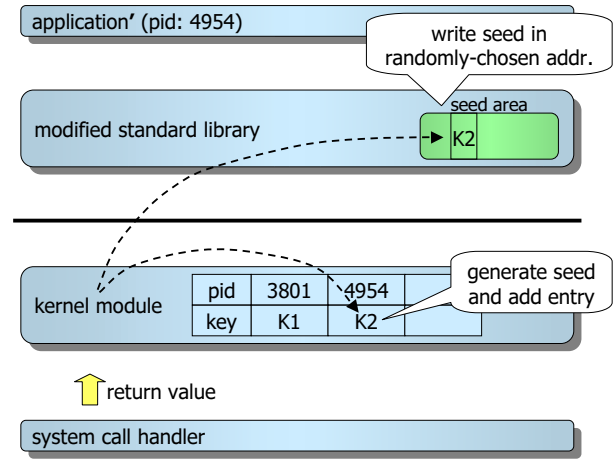 application’ (pid: 4954)
write seed in
randomly-chosen addr.
seed area
modified standard library
K2
generate seed
and add entry
kernel module
pid 3801 4954
key K1 K2
return value
system call handler